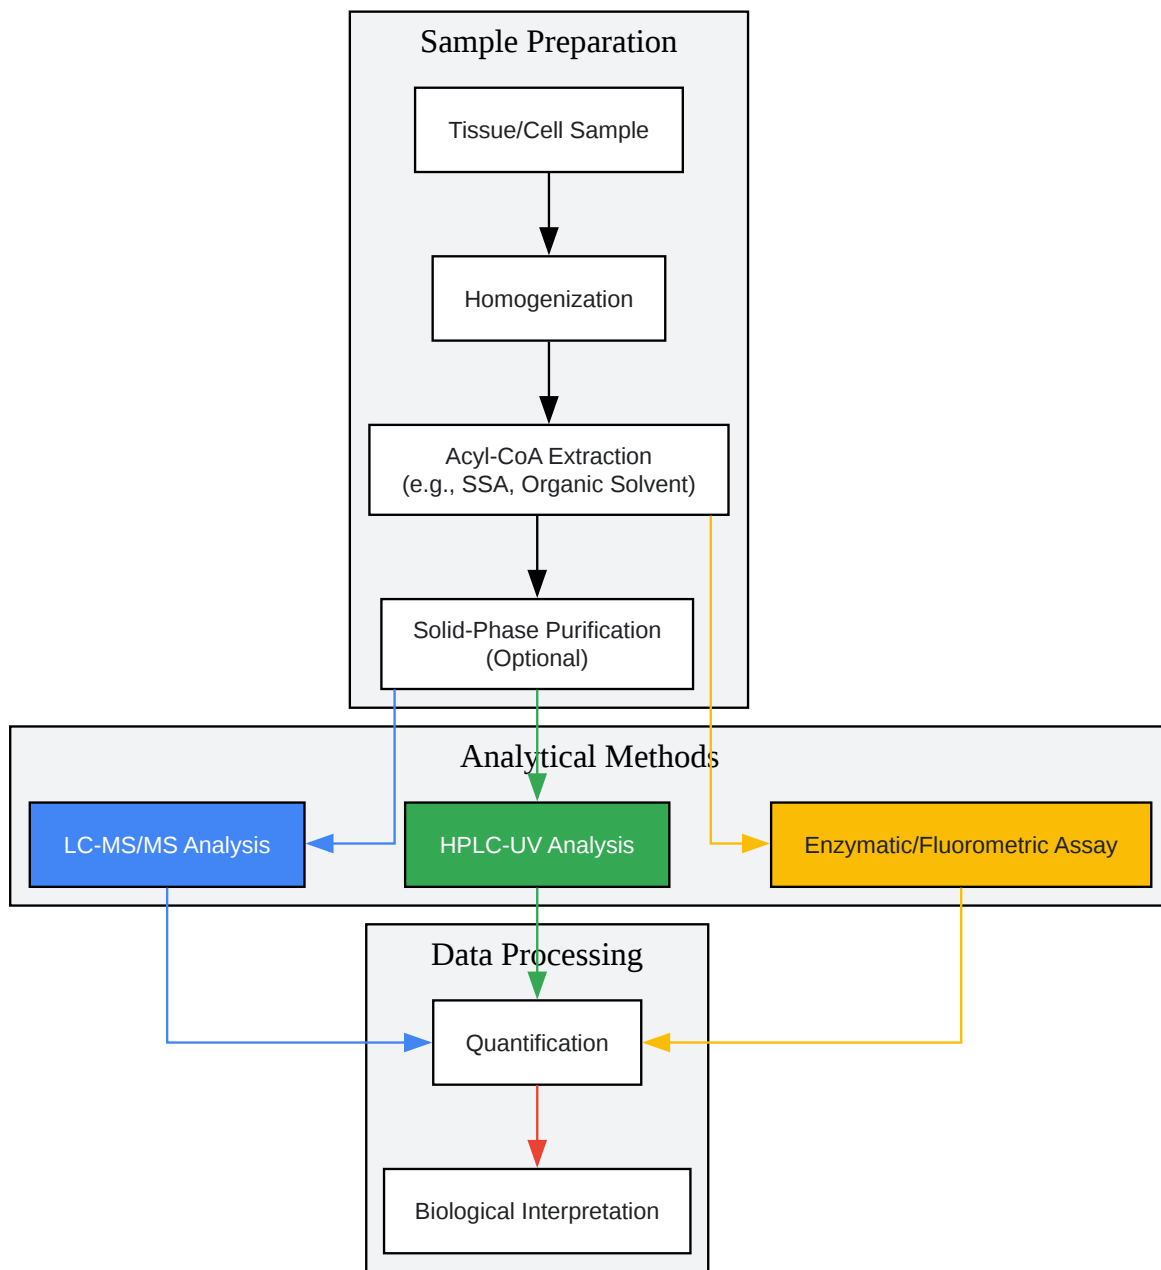 Sample Preparation
Tissue/Cell Sample
Homogenization
Acyl-CoA Extraction
(e.g., SSA, Organic Solvent)
Solid-Phase Purification
(Optional)
Analytical Methods
LC-MS/MS Analysis
HPLC-UV Analysis
Enzymatic/Fluorometric Assay
Data Processing
Quantification
Biological Interpretation